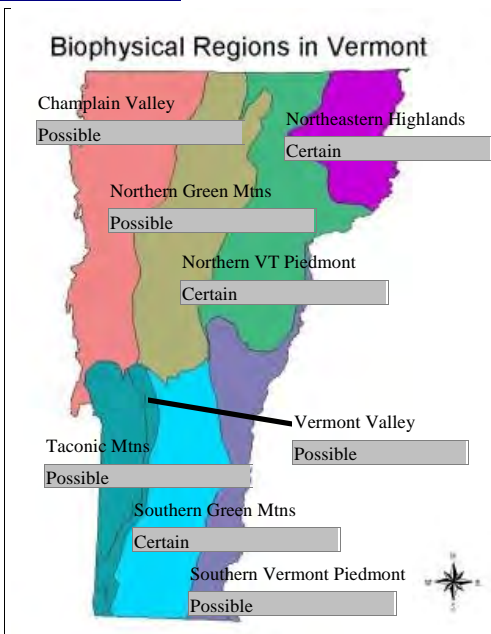 Biophysical Regions in Vermont
Champlain Valley
Possible
Northeastern Highlands
Certain
Northern Green Mtns
Possible
Northern VT Piedmont
Certain
Vermont Valley
Possible
Taconic Mtns
Possible
Southern Green Mtns
Certain
Southern Vermont Piedmont
Possible